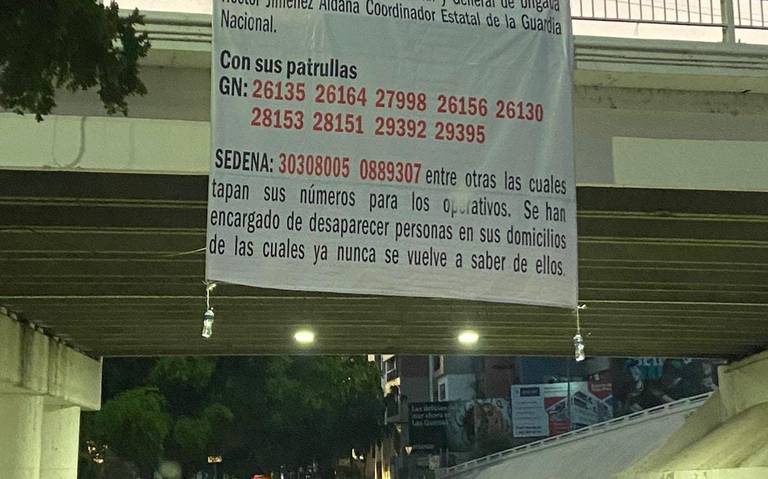 Héctor Jiménez Aldana Coordinador Estatal de la Guardia
Nacional.
Con sus patrullas
GN: 26135 26164 27998 26156 26130
28153 28151 29392 29395
SEDENA: 30308005 0889307 entre otras las cuales
tapan sus números para los operativos. Se han
encargado de desaparecer personas en sus domicilios
de las cuales ya nunca se vuelve a saber de ellos.